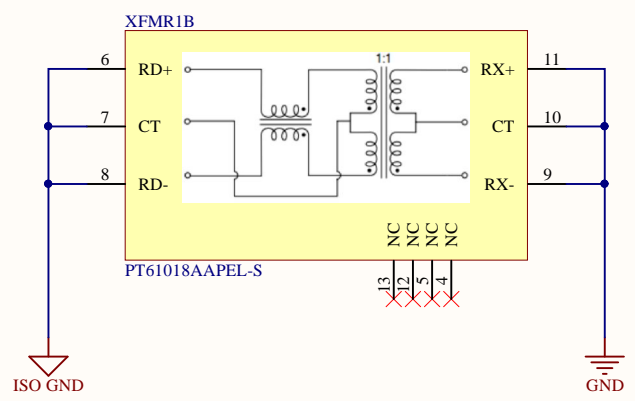 XFMR1B
1:1
6 RD+ RX+ 11
7 CT CT 10
8 RD- RX- 9
NC NC NC NC
13 12 5 4
PT61018AAPEL-S
ISO GND GND